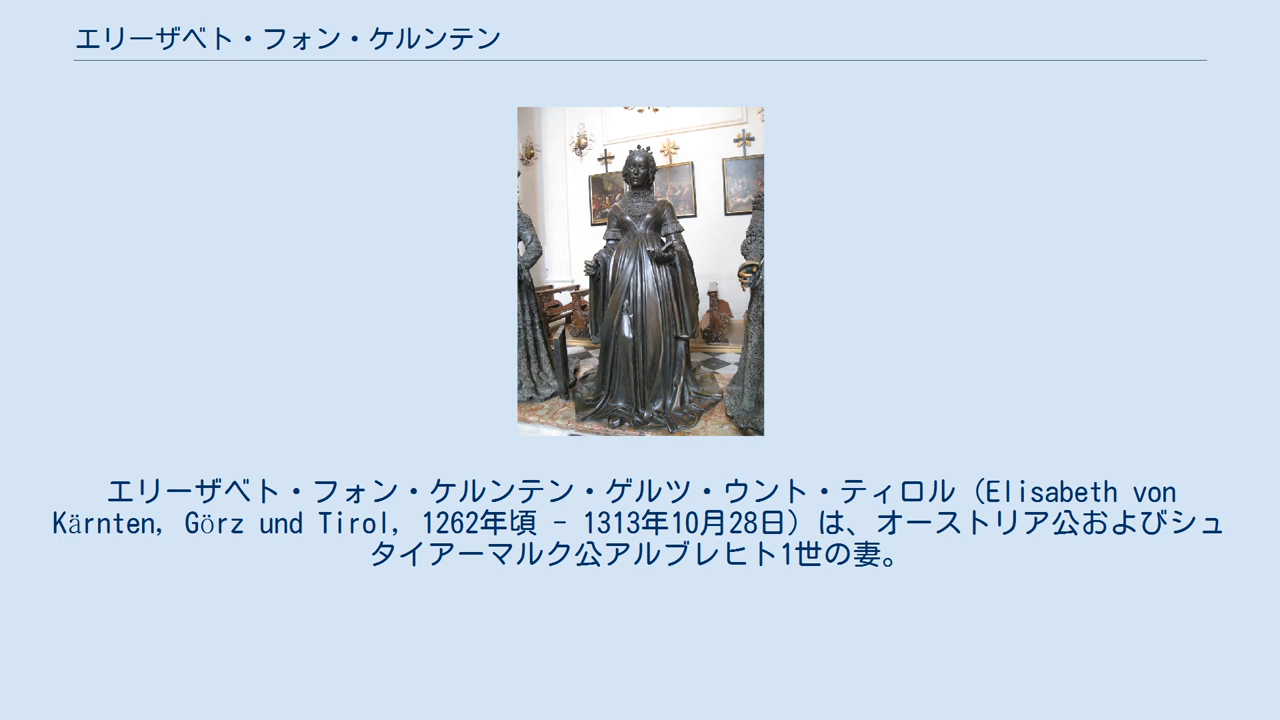 エリーザベト・フォン・ケルンテン
エリーザベト・フォン・ケルンテン・ゲルツ・ウント・ティロル（Elisabeth von
Kärnten, Görz und Tirol, 1262年頃 - 1313年10月28日）は、オーストリア公およびシュ
タイアーマルク公アルブレヒト1世の妻。